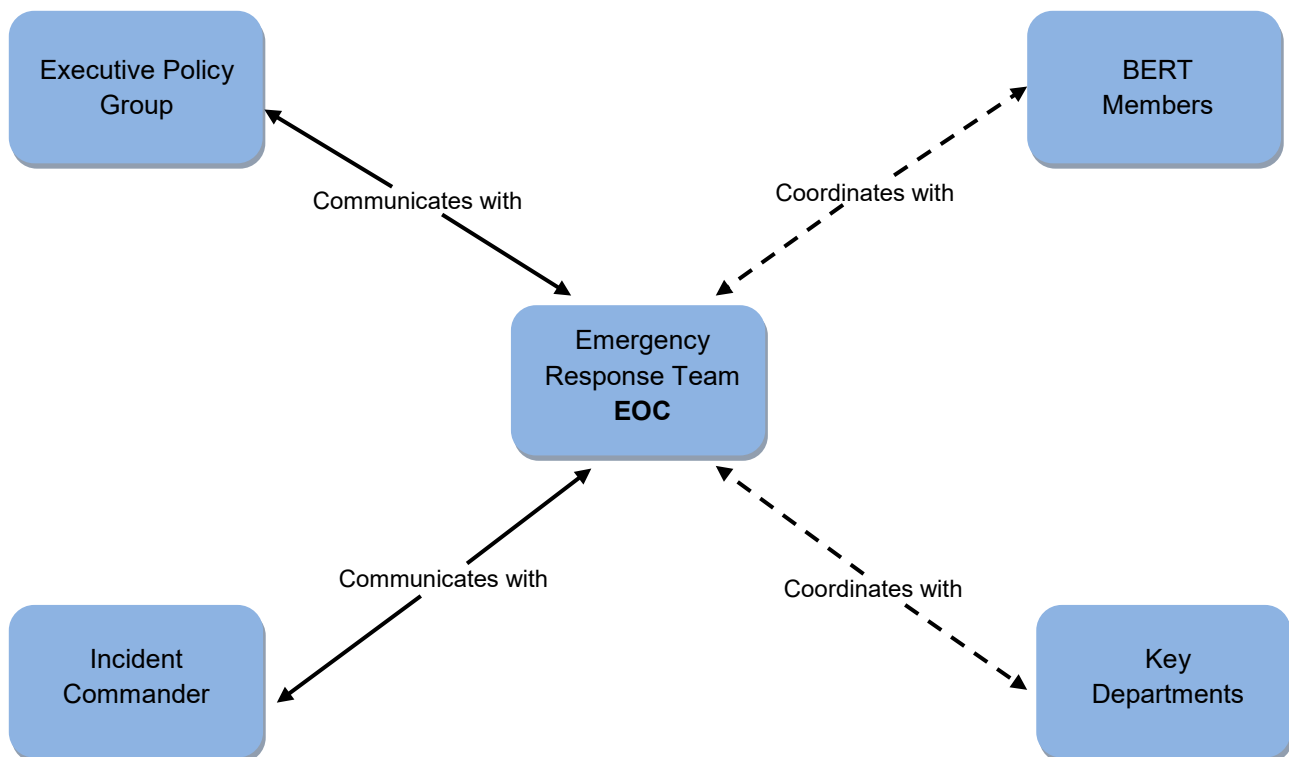 Executive Policy
Group
BERT
Members
Communicates with
Coordinates with
Emergency
Response Team
EOC
Communicates with
Coordinates with
Incident
Commander
Key
Departments